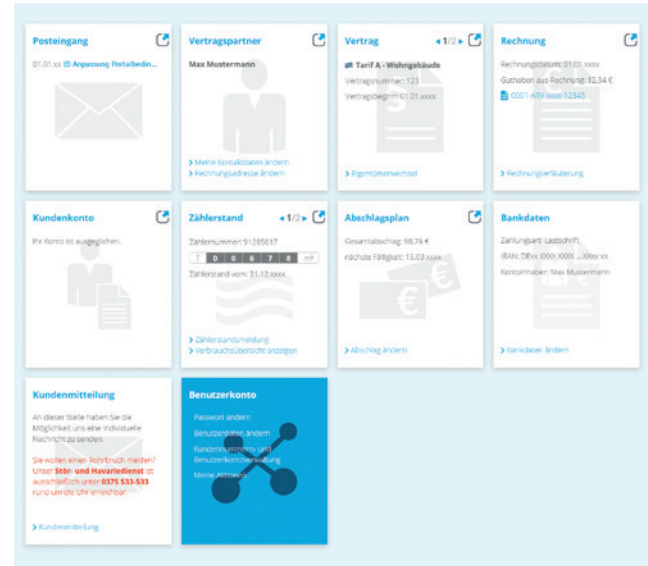 Posteingang
01.01.xx Anpassung Portalbedin...
Vertragspartner
Max Mustermann
> Meine Kontaktdaten ändern
> Rechnungsadresse ändern
Vertrag
1/2
Tarif A - Wohngebäude
Vertragsnummer: 123
Vertragsbeginn: 01.01.xxxx
> Eigentümerwechsel
Rechnung
Rechnungsdatum: 01.01.xxxx
Guthaben aus Rechnung: 12,34 €
0001 ARV xxxx 12345
> Rechnungserläuterung
Kundenkonto
Ihr Konto ist ausgeglichen.
Zählerstand
1/2
Zählernummer: 91285617
0 0 6 7 8 m³
Zählerstand vom: 31.12.xxxx
> Zählerstandsmeldung
> Verbrauchsübersicht anzeigen
Abschlagsplan
Gesamtabschlag: 98,76 €
nächste Fälligkeit: 15.03.xxxx
> Abschlag ändern
Bankdaten
Zahlungsart: Lastschrift
IBAN: DExx XXXX XXXX ...Xxxx xx
Kontoinhaber: Max Mustermann
> Bankdaten ändern
Kundenmitteilung
An dieser Stelle haben Sie die
Möglichkeit uns eine individuelle
Nachricht zu senden.
Sie wollen einen Rohrbruch melden?
Unser Stör- und Havariedienst ist
ausschließlich unter 0375 533-533
rund um die Uhr erreichbar.
> Kundenmitteilung
Benutzerkonto
Passwort ändern
Benutzerdaten ändern
Kundennummern- und
Benutzerkontoverwaltung
Meine Aktionen